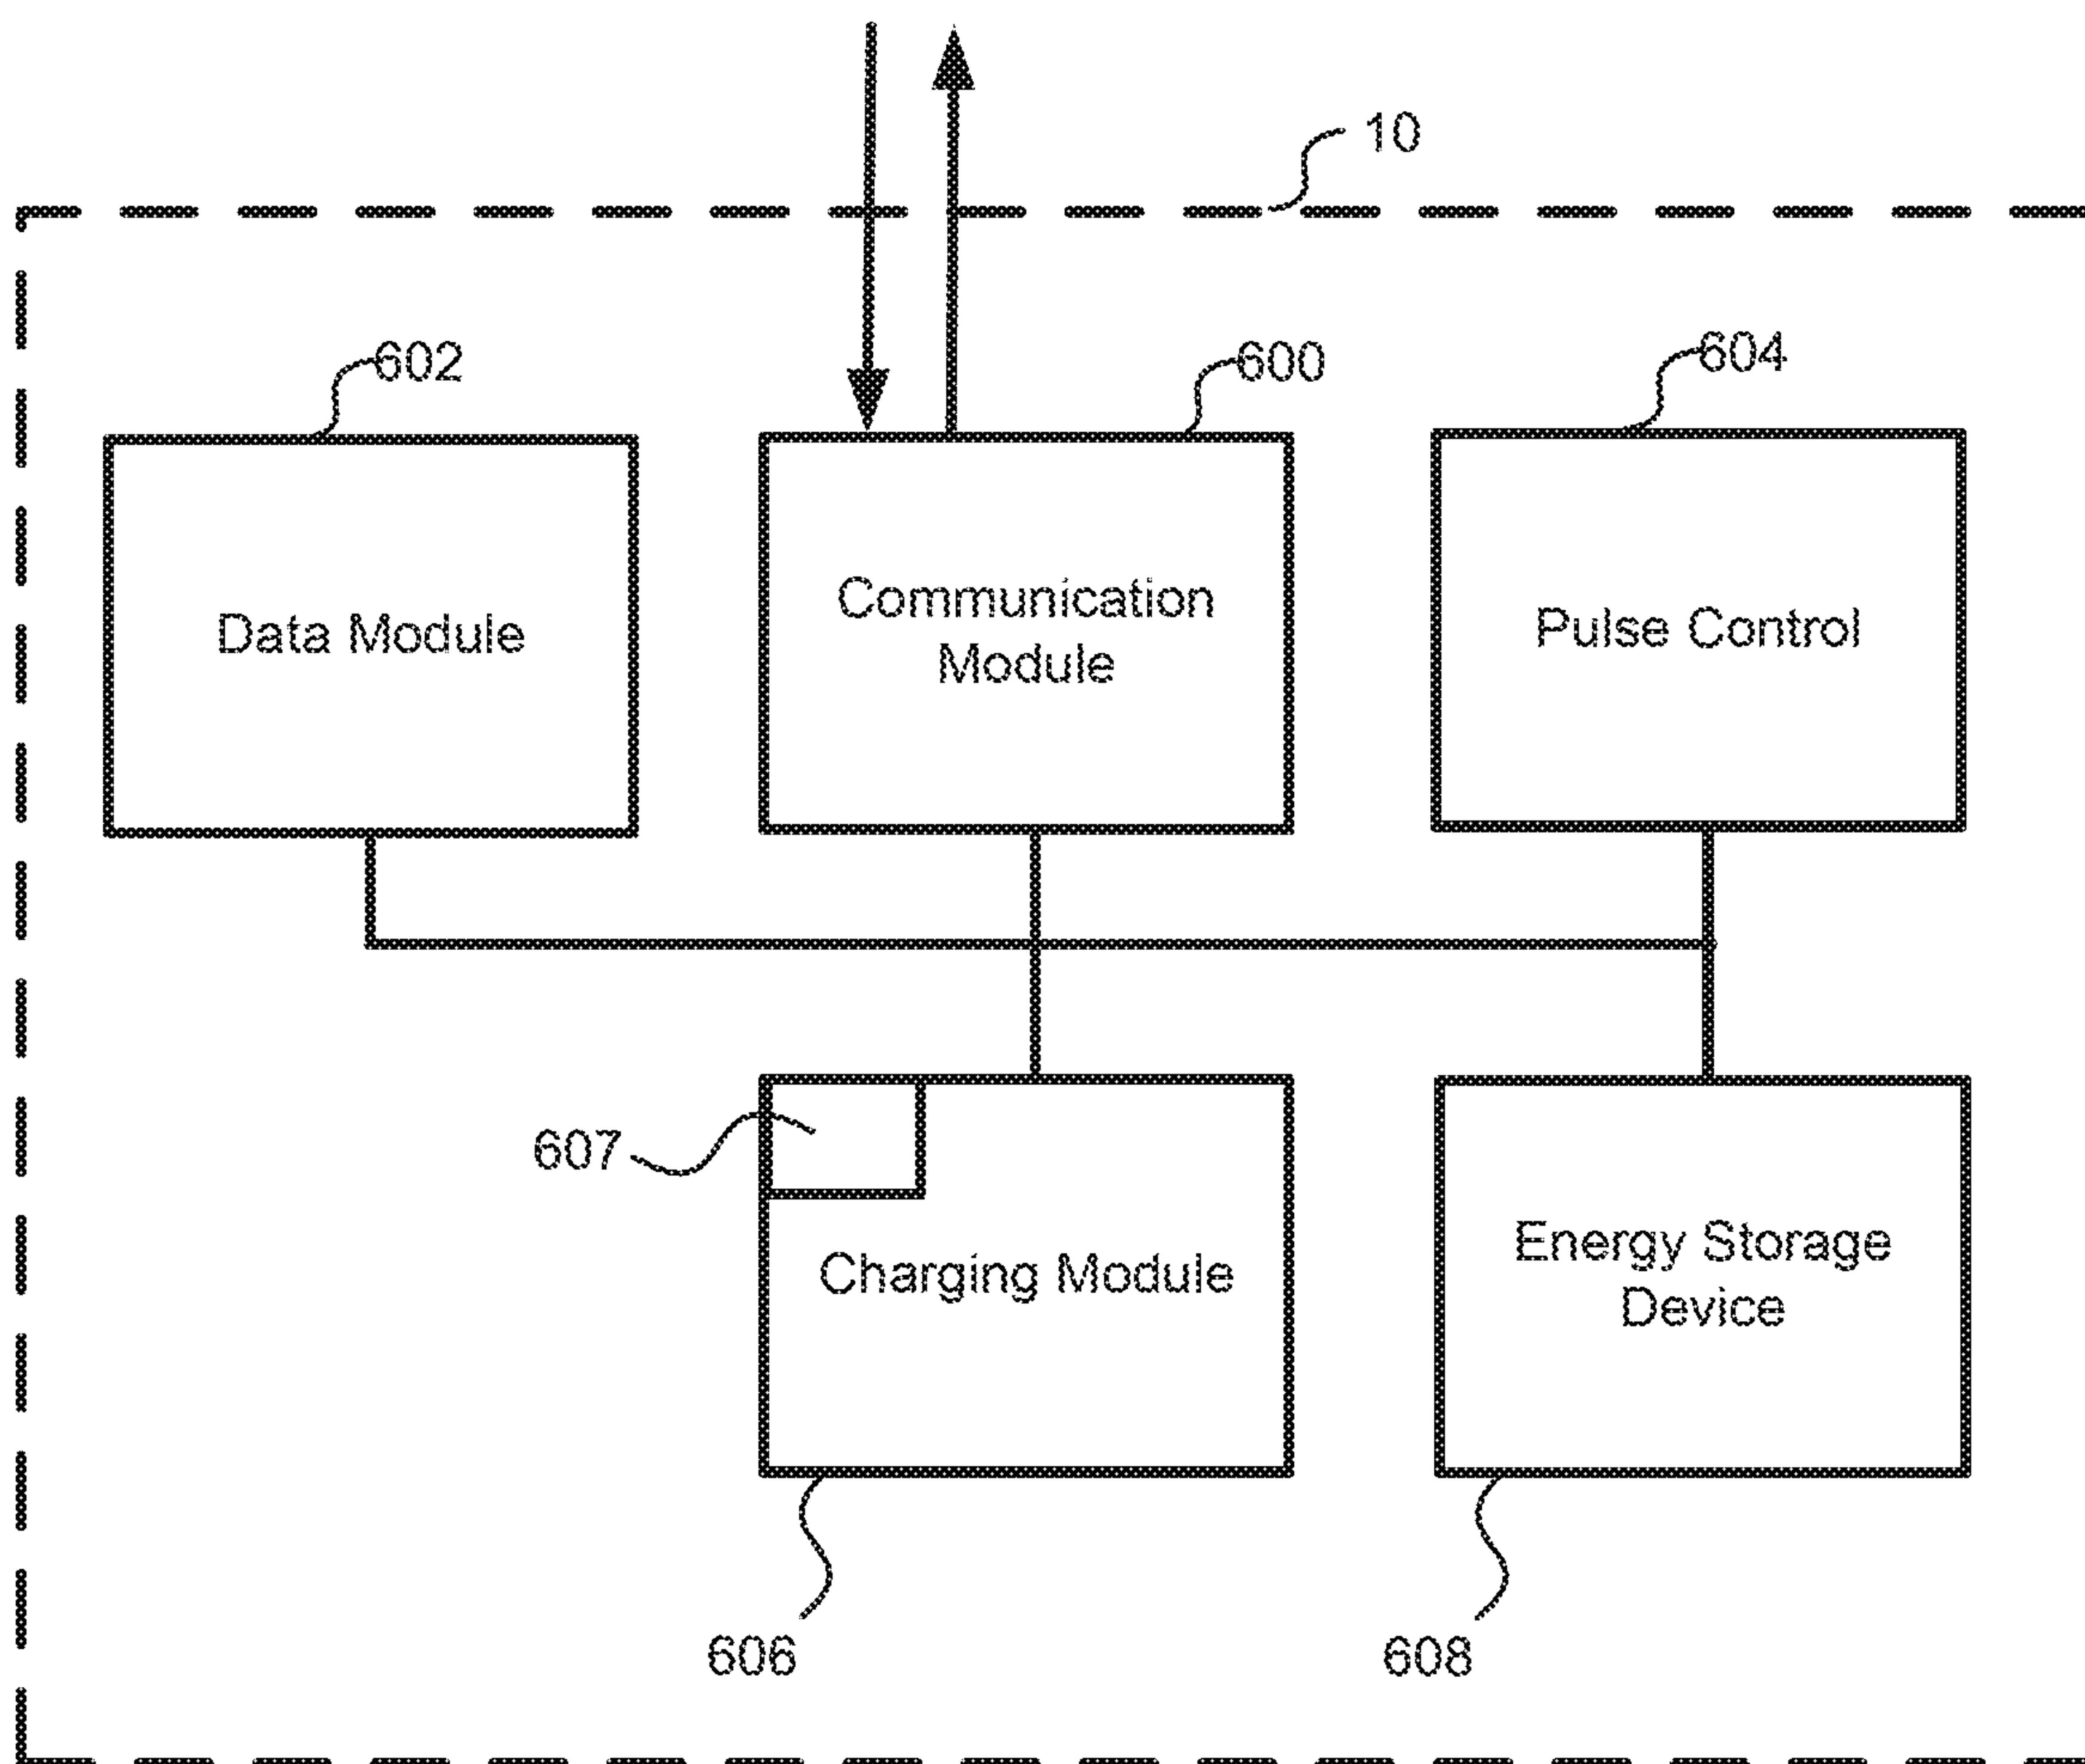 10
602
600
604
Data Module
Communication
Module
Pulse Control
607
Charging Module
Energy Storage
Device
606
608